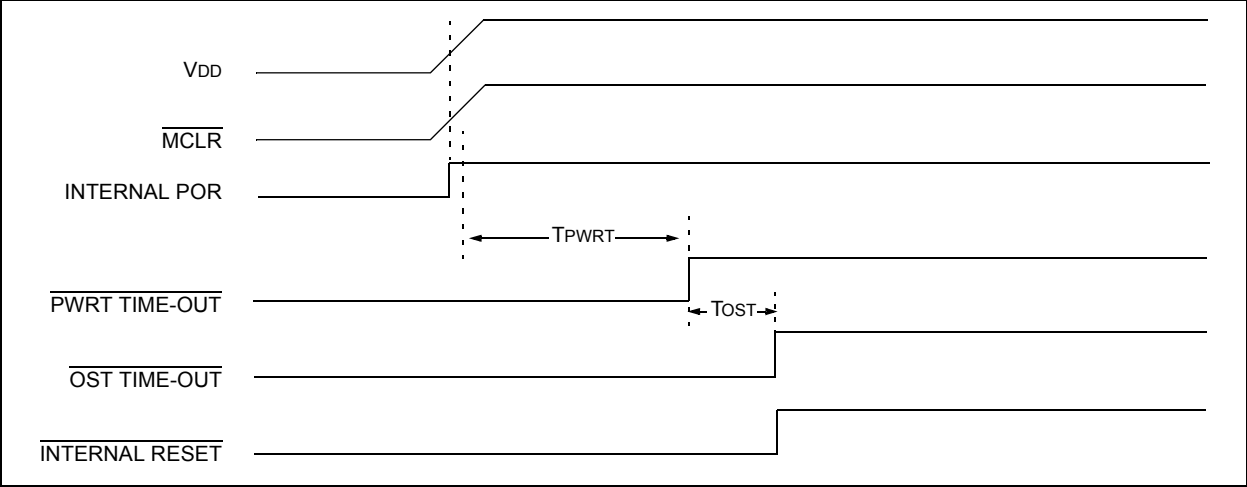 VDD
MCLR
INTERNAL POR
TPWRT
PWRT TIME-OUT
TOST
OST TIME-OUT
INTERNAL RESET